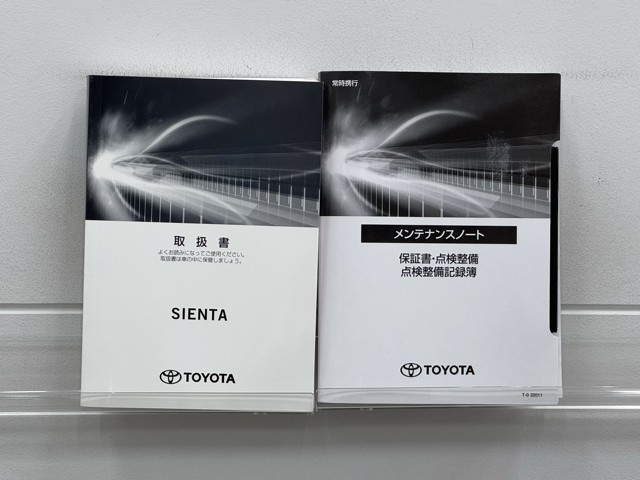 取扱書
よくお読みになってご使用ください。
取扱書は車の中に保管しましょう。
SIENTA
TOYOTA
常時携行
メンテナンスノート
保証書・点検整備
点検整備記録簿
TOYOTA